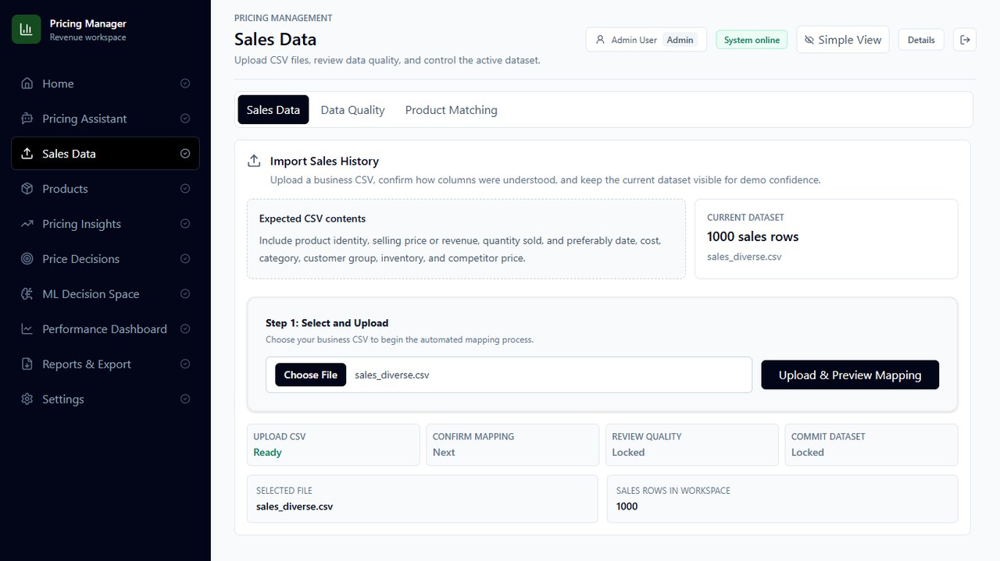 Pricing Manager
Revenue workspace
Home
Pricing Assistant
Sales Data
Products
Pricing Insights
Price Decisions
ML Decision Space
Performance Dashboard
Reports & Export
Settings
PRICING MANAGEMENT
Sales Data
Upload CSV files, review data quality, and control the active dataset.
Admin User Admin
System online
Simple View
Details
Sales Data Data Quality Product Matching
Import Sales History
Upload a business CSV, confirm how columns were understood, and keep the current dataset visible for demo confidence.
Expected CSV contents
Include product identity, selling price or revenue, quantity sold, and preferably date, cost,
category, customer group, inventory, and competitor price.
CURRENT DATASET
1000 sales rows
sales_diverse.csv
Step 1: Select and Upload
Choose your business CSV to begin the automated mapping process.
Choose File sales_diverse.csv
Upload & Preview Mapping
UPLOAD CSV
Ready
CONFIRM MAPPING
Next
REVIEW QUALITY
Locked
COMMIT DATASET
Locked
SELECTED FILE
sales_diverse.csv
SALES ROWS IN WORKSPACE
1000